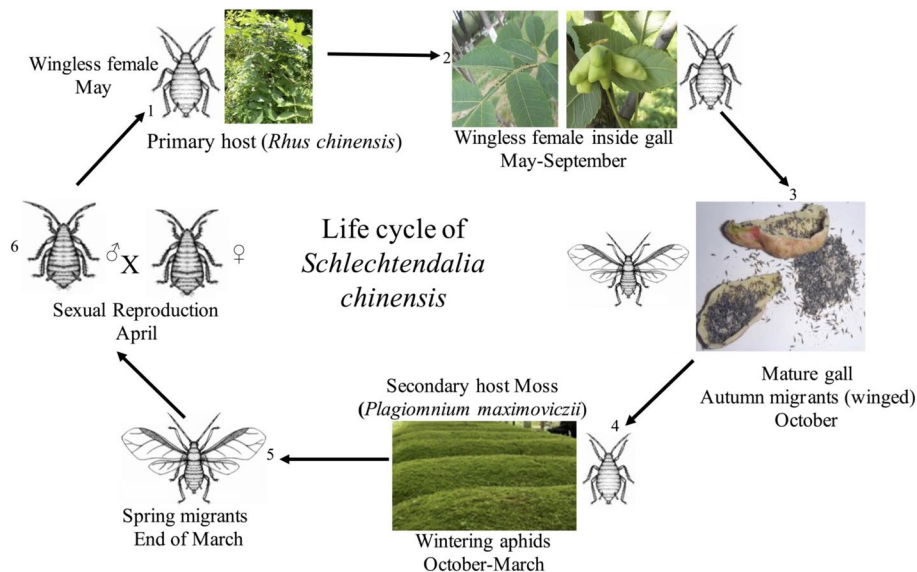 Life cycle of
Schlechtendalia
chinensis
Wingless female
May
1
Primary host (Rhus chinensis)
2
Wingless female inside gall
May-September
3
Mature gall
Autumn migrants (winged)
October
Secondary host Moss
(Plagiomnium maximoviczii)
4
Wintering aphids
October-March
5
Spring migrants
End of March
6
♂ X ♀
Sexual Reproduction
April